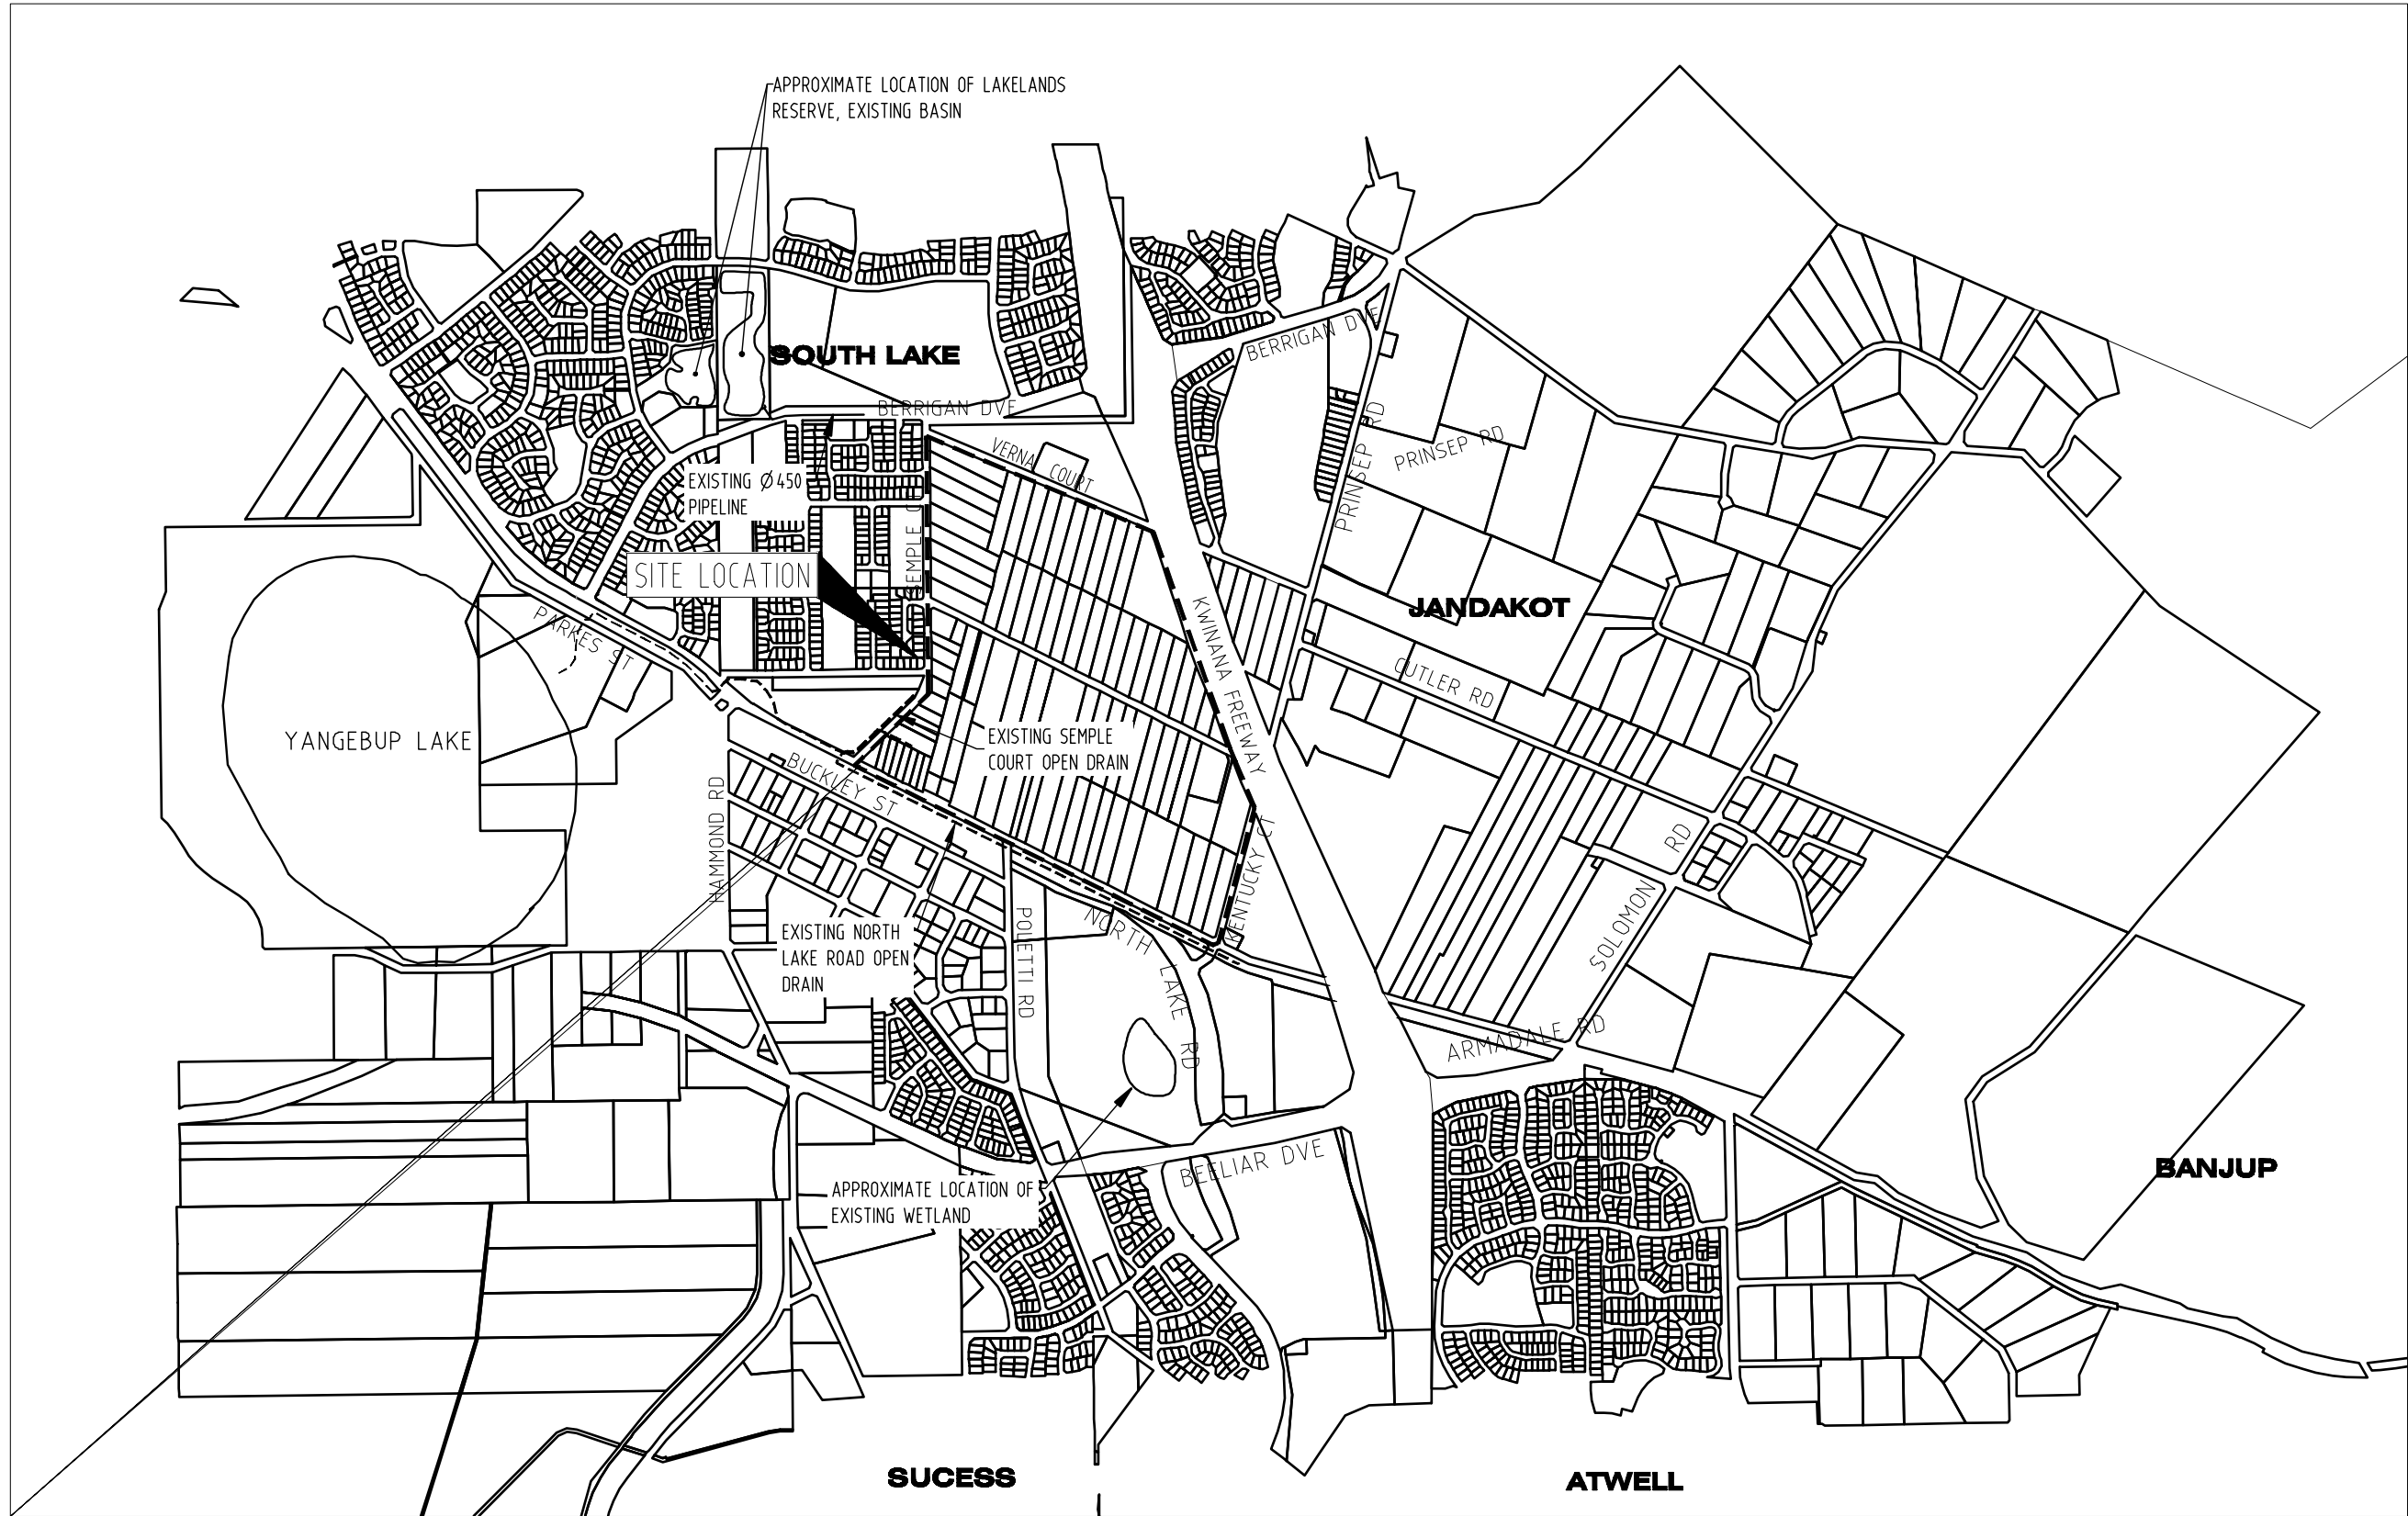 APPROXIMATE LOCATION OF LAKELANDS
RESERVE, EXISTING BASIN
BERRIGAN DVE
SOUTH LAKE
BERRIGAN DVE
VERNA COURT
PRINSEP RD
PRINSEP RD
EXISTING Ø450
PIPELINE
SEMPLE CT
SITE LOCATION
JANDAKOT
PARKES ST
KWINANA FREEWAY
CUTLER RD
YANGEBUP LAKE
EXISTING SEMPLE
COURT OPEN DRAIN
BUCKLEY ST
HAMMOND RD
KENTUCKY CT
SOLOMON RD
EXISTING NORTH
LAKE ROAD OPEN
DRAIN
POLETTI RD
NORTH LAKE RD
ARMADALE RD
BEELIAR DVE
BANJUP
APPROXIMATE LOCATION OF
EXISTING WETLAND
SUCESS
ATWELL